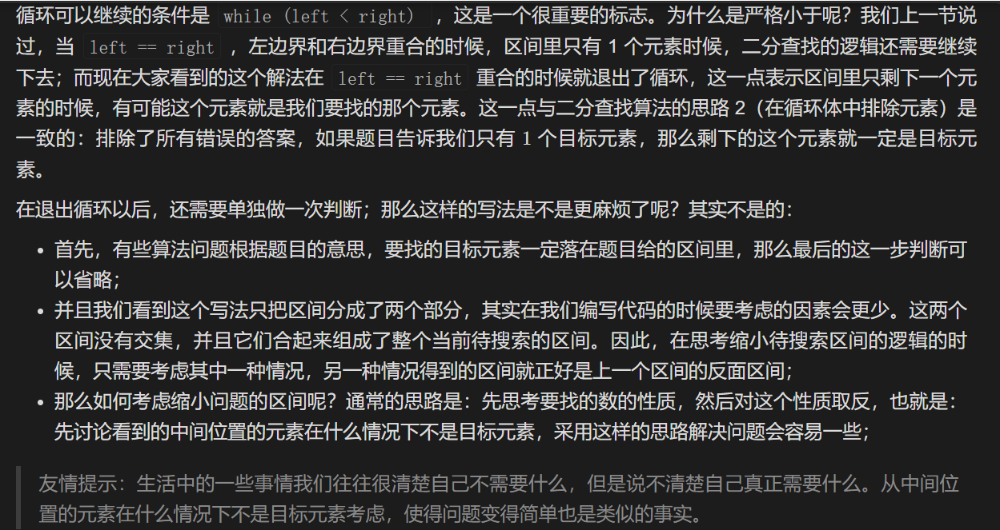 循环可以继续的条件是 while (left < right) ，这是一个很重要的标志。为什么是严格小于呢？我们上一节说
过，当 left == right ，左边界和右边界重合的时候，区间里只有 1 个元素时候，二分查找的逻辑还需要继续
下去；而现在大家看到的这个解法在 left == right 重合的时候就退出了循环，这一点表示区间里只剩下一个元
素的时候，有可能这个元素就是我们要找的那个元素。这一点与二分查找算法的思路 2（在循环体中排除元素）是
一致的：排除了所有错误的答案，如果题目告诉我们只有 1 个目标元素，那么剩下的这个元素就一定是目标元
素。
在退出循环以后，还需要单独做一次判断；那么这样的写法是不是更麻烦了呢？其实不是的：
• 首先，有些算法问题根据题目的意思，要找的目标元素一定落在题目给的区间里，那么最后的这一步判断可
以省略；
• 并且我们看到这个写法只把区间分成了两个部分，其实在我们编写代码的时候要考虑的因素会更少。这两个
区间没有交集，并且它们合起来组成了整个当前待搜索的区间。因此，在思考缩小待搜索区间的逻辑的时
候，只需要考虑其中一种情况，另一种情况得到的区间就正好是上一个区间的反面区间；
• 那么如何考虑缩小问题的区间呢？通常的思路是：先思考要找的数的性质，然后对这个性质取反，也就是：
先讨论看到的中间位置的元素在什么情况下不是目标元素，采用这样的思路解决问题会容易一些；
友情提示：生活中的一些事情我们往往很清楚自己不需要什么，但是说不清楚自己真正需要什么。从中间位
置的元素在什么情况下不是目标元素考虑，使得问题变得简单也是类似的事实。